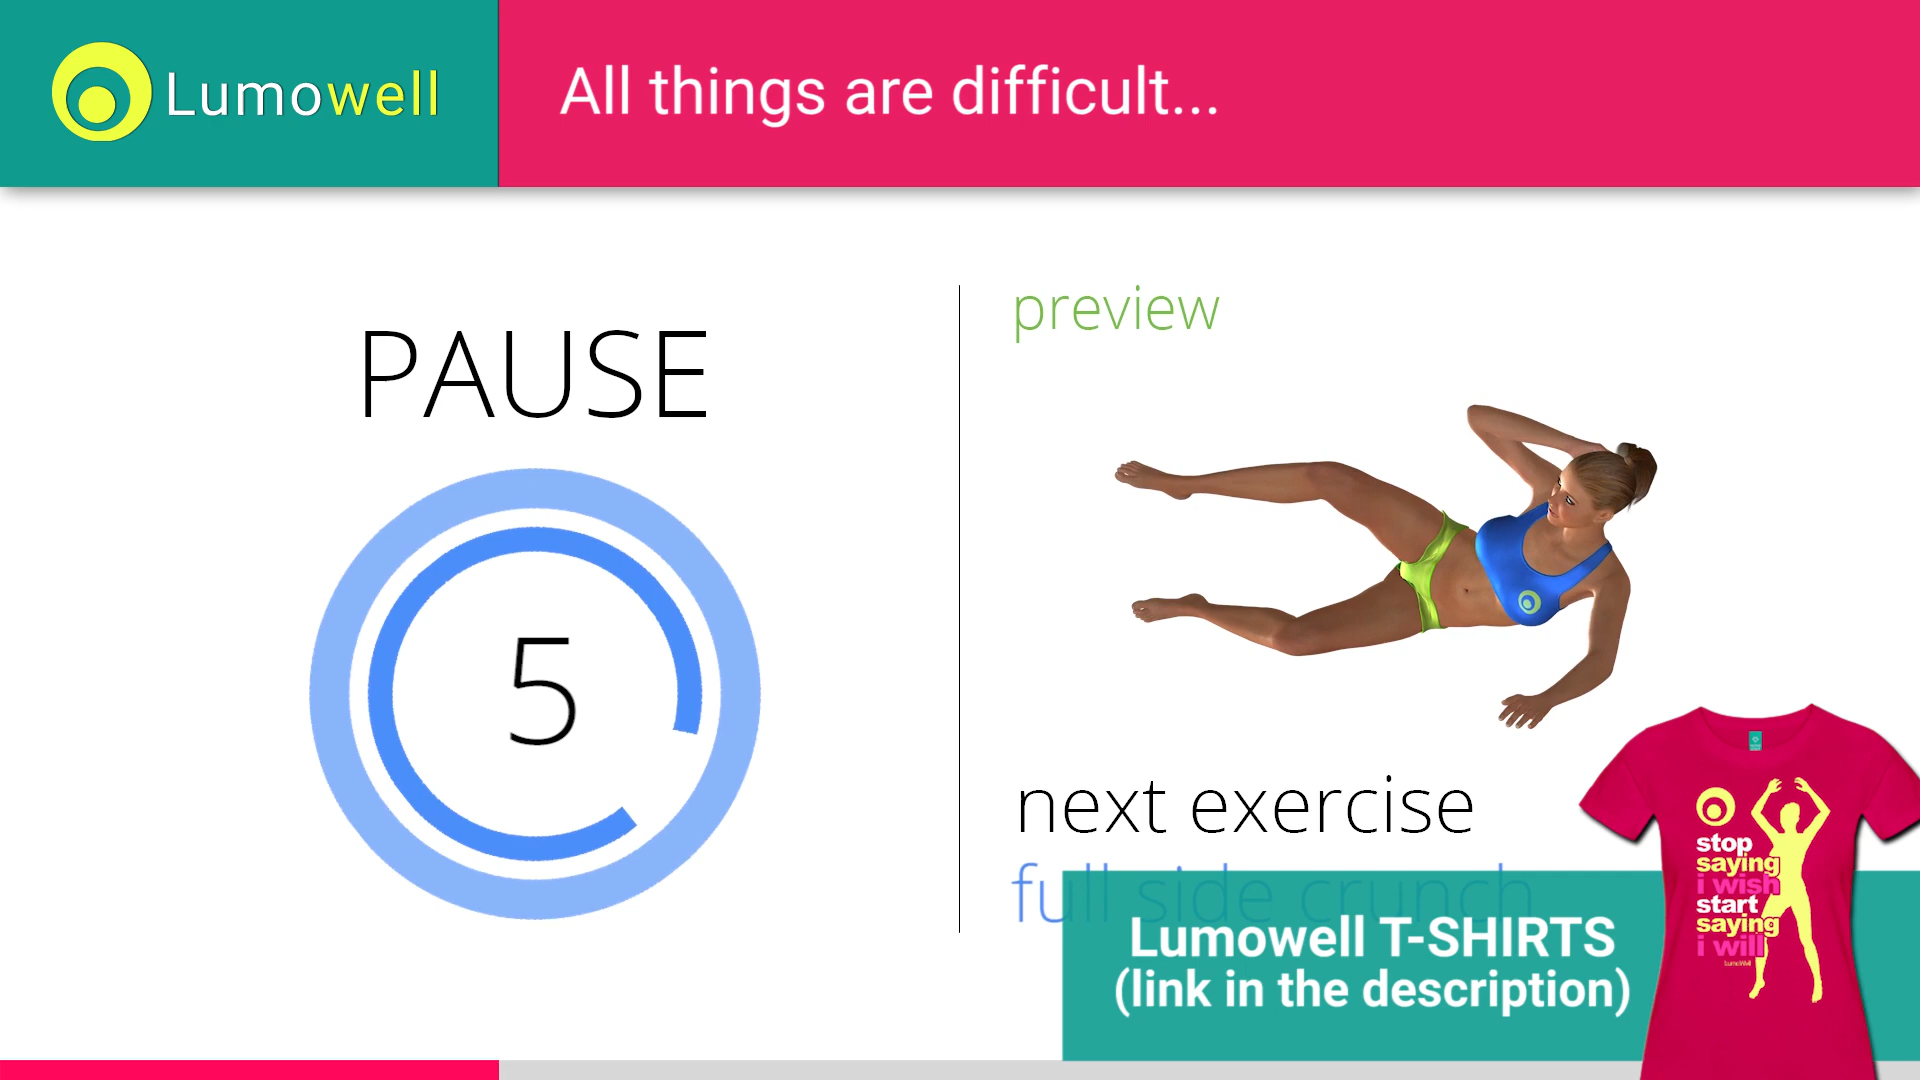 Lumowell
All things are difficult...
PAUSE
5
preview
next exercise
full side crunch
Lumowell T-SHIRTS
(link in the description)
stop
saying
i wish
start
saying
i will
LumoWell